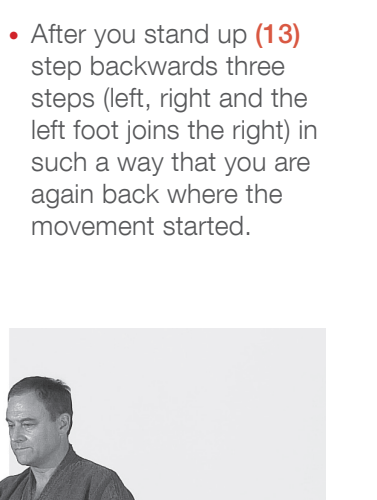 • After you stand up (13)
step backwards three
steps (left, right and the
left foot joins the right) in
such a way that you are
again back where the
movement started.